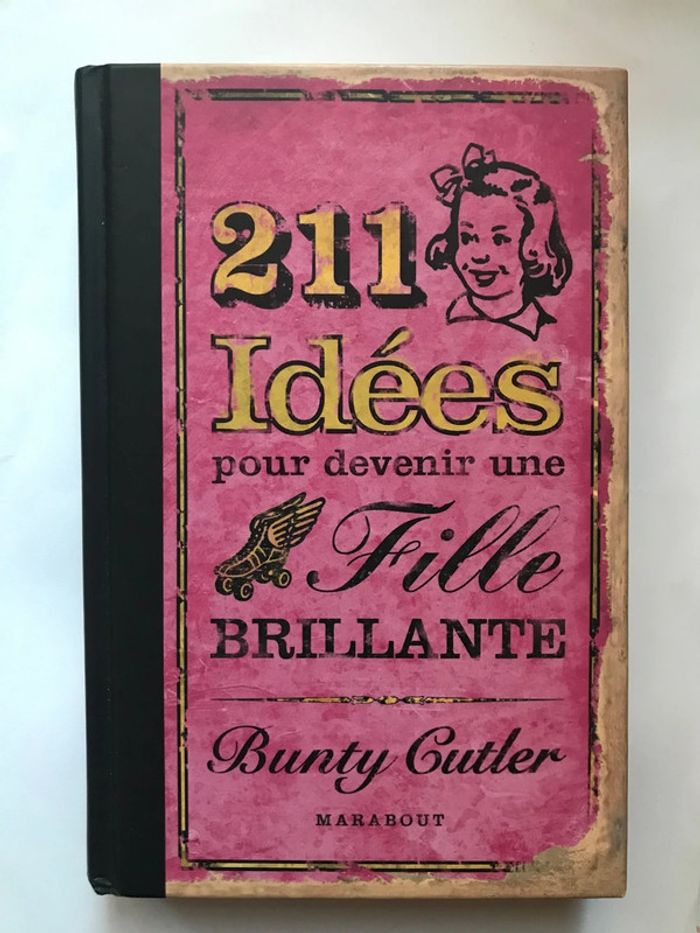 211
Idées
pour devenir une
Fille
BRILLANTE
Bunty Cutler
MARABOUT